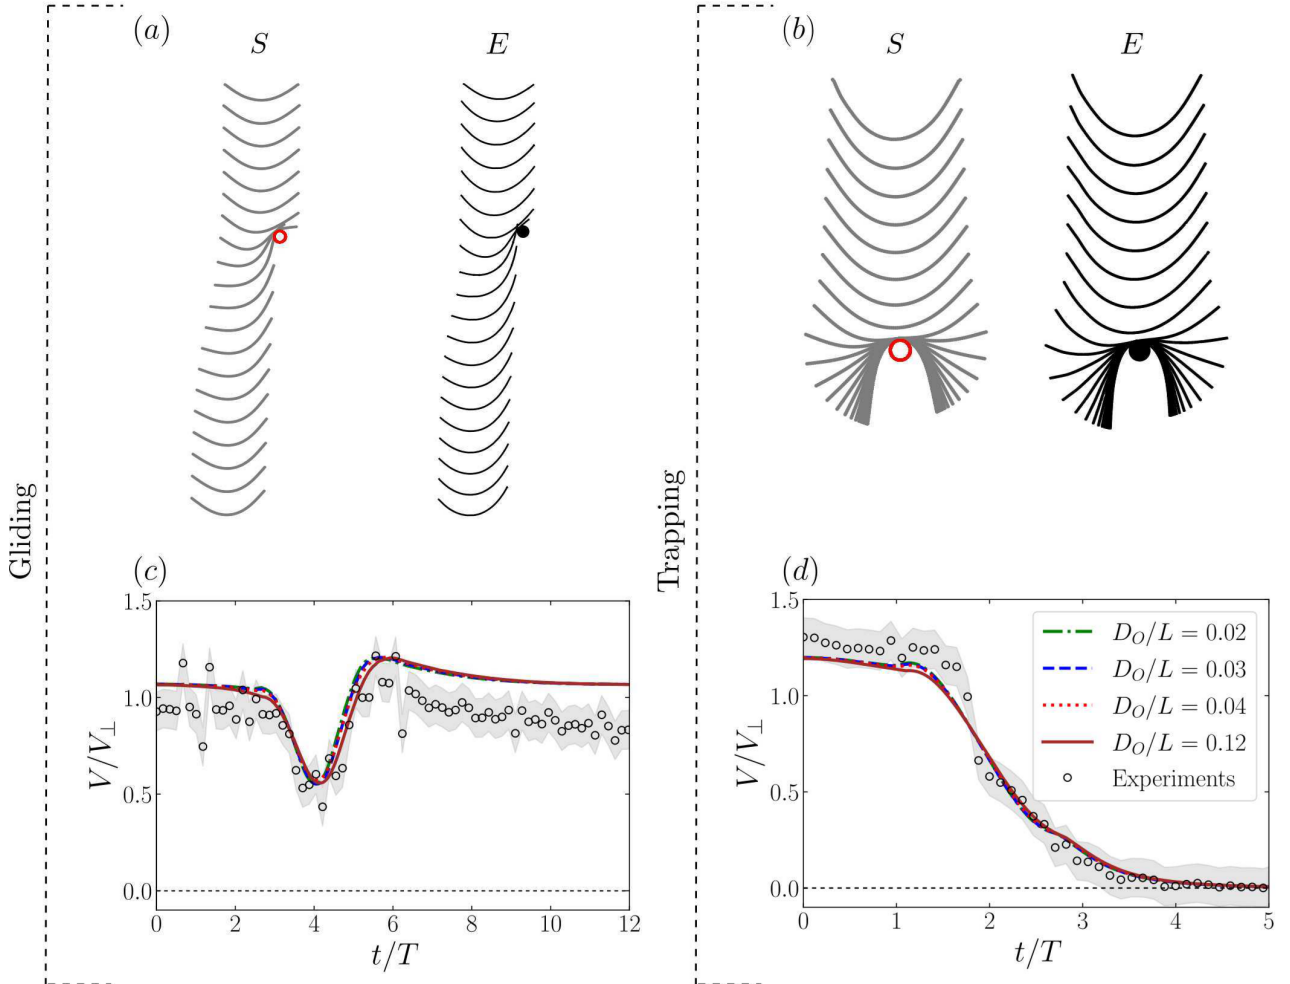 (a)
S E
(b)
S E
Gliding
Trapping
(c)
1.5
1.0
0.5
0.0
V/V⊥
0 2 4 6 8 10 12
t/T
(d)
1.5
1.0
0.5
0.0
V/V⊥
0 1 2 3 4 5
t/T
D_O/L = 0.02
D_O/L = 0.03
D_O/L = 0.04
D_O/L = 0.12
Experiments